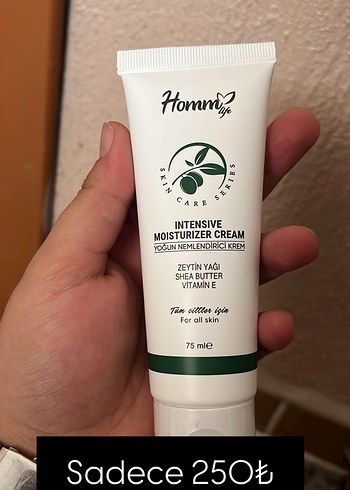 Homm
life
SKIN CARE SERIES
INTENSIVE
MOISTURIZER CREAM
YOĞUN NEMLENDİRİCİ KREM
ZEYTİN YAĞI
SHEA BUTTER
VİTAMİN E
Tüm ciltler için
For all skin
75 ml℮
Sadece 250₺